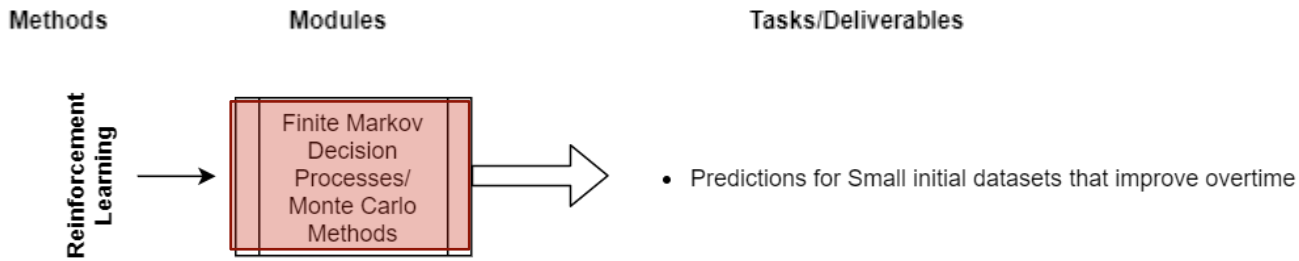 Methods
Modules
Tasks/Deliverables
Reinforcement
Learning
Finite Markov
Decision
Processes/
Monte Carlo
Methods
• Predictions for Small initial datasets that improve overtime